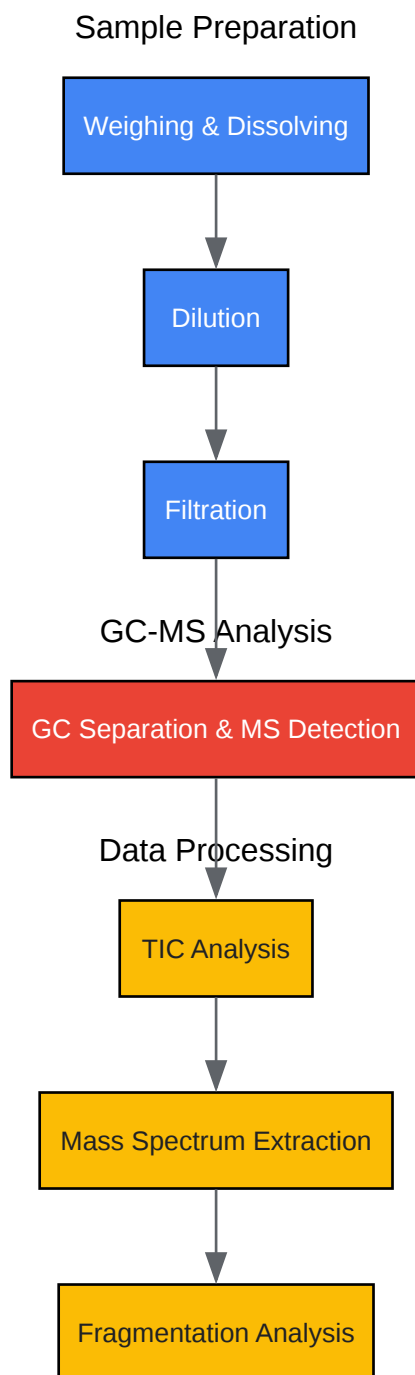 Sample Preparation
Weighing & Dissolving
Dilution
Filtration
GC-MS Analysis
GC Separation & MS Detection
Data Processing
TIC Analysis
Mass Spectrum Extraction
Fragmentation Analysis